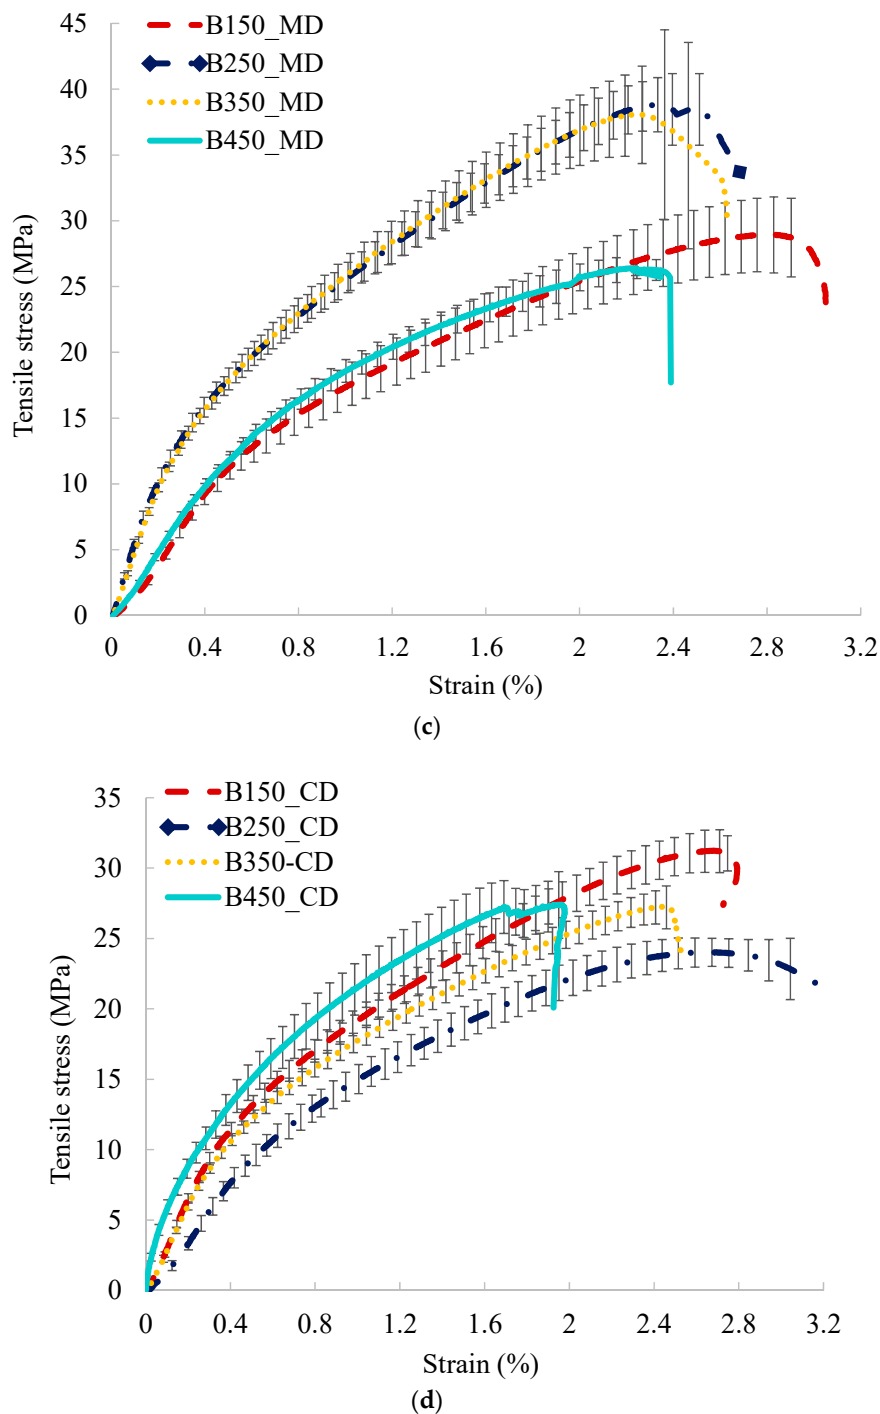 B150_MD
B250_MD
B350_MD
B450_MD
45
40
35
30
25
20
15
10
5
0
Tensile stress (MPa)
0 0.4 0.8 1.2 1.6 2 2.4 2.8 3.2
Strain (%)
(c)
B150_CD
B250_CD
B350-CD
B450_CD
35
30
25
20
15
10
5
0
Tensile stress (MPa)
0 0.4 0.8 1.2 1.6 2 2.4 2.8 3.2
Strain (%)
(d)